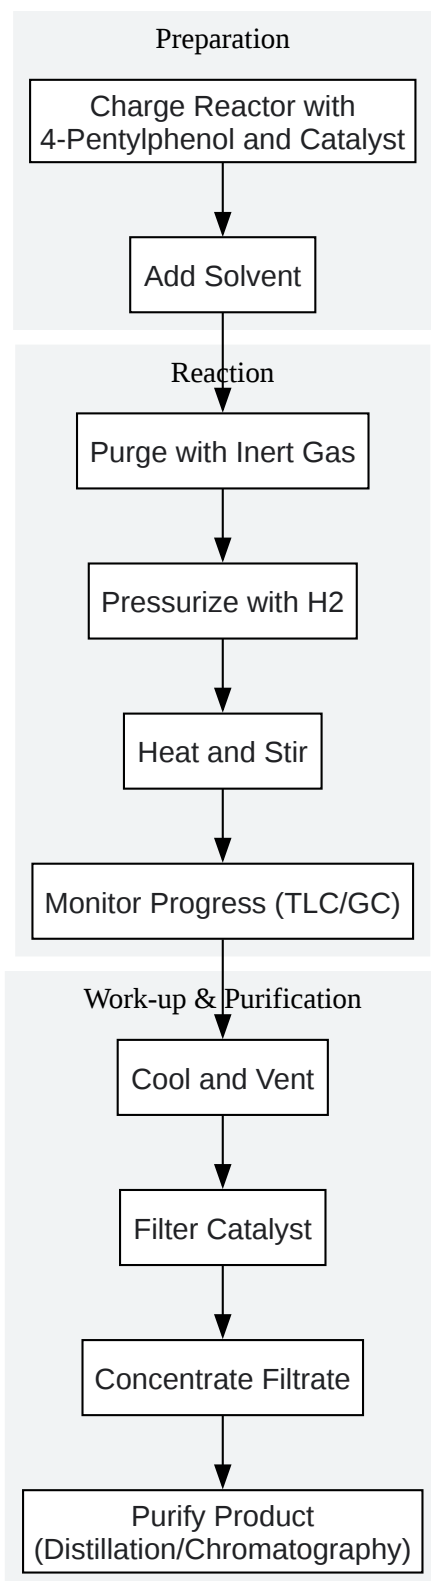 Preparation
Charge Reactor with
4-Pentylphenol and Catalyst
Add Solvent
Reaction
Purge with Inert Gas
Pressurize with H2
Heat and Stir
Monitor Progress (TLC/GC)
Work-up & Purification
Cool and Vent
Filter Catalyst
Concentrate Filtrate
Purify Product
(Distillation/Chromatography)